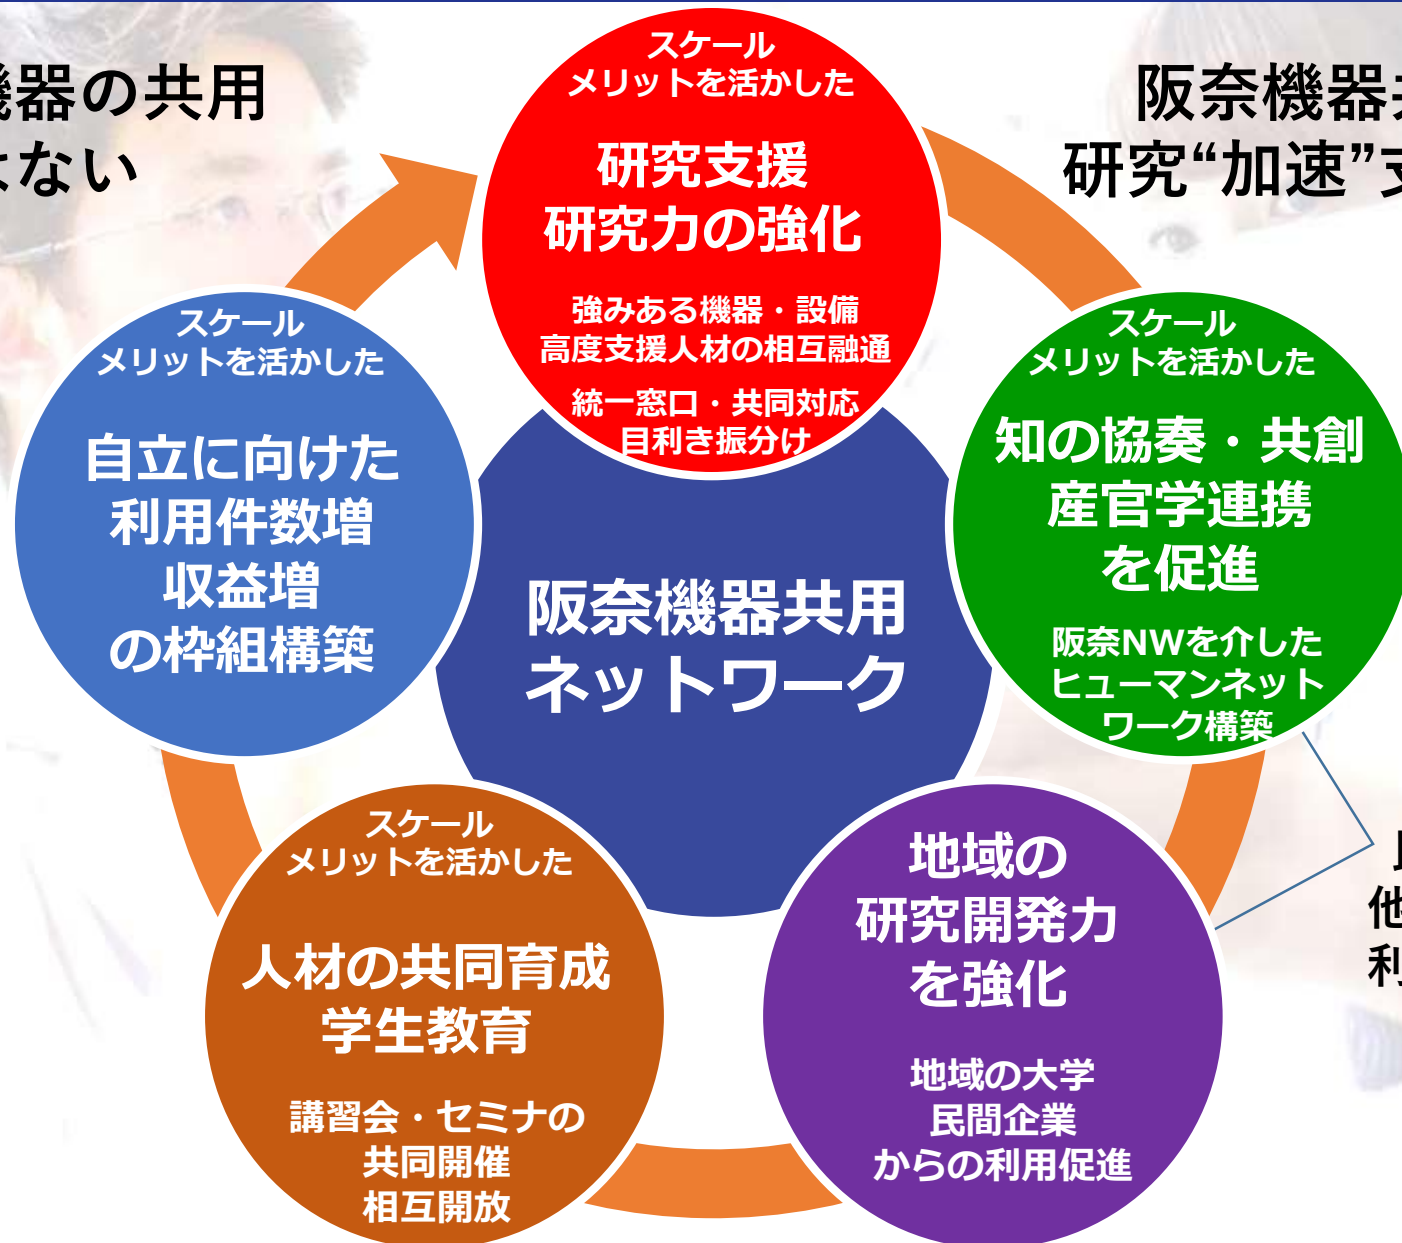 機器の共用
はない
阪奈機器共
研究“加速”支
スケール
メリットを活かした
研究支援
研究力の強化
強みある機器・設備
高度支援人材の相互融通
統一窓口・共同対応
目利き振分け
スケール
メリットを活かした
知の協奏・共創
産官学連携
を促進
阪奈NWを介した
ヒューマンネット
ワーク構築
地域の
研究開発力
を強化
地域の大学
民間企業
からの利用促進
スケール
メリットを活かした
人材の共同育成
学生教育
講習会・セミナの
共同開催
相互開放
スケール
メリットを活かした
自立に向けた
利用件数増
収益増
の枠組構築
阪奈機器共用
ネットワーク
他
利